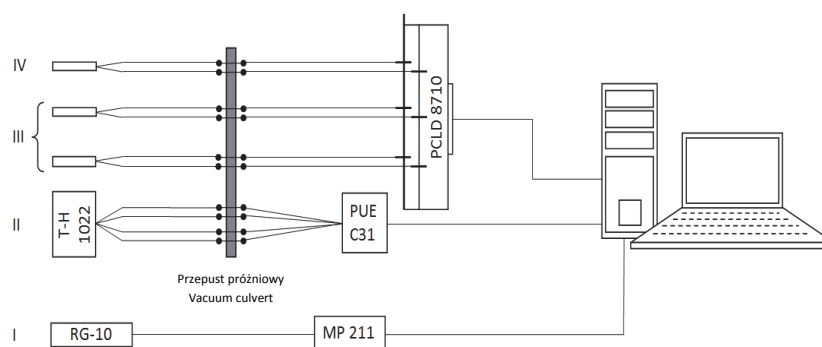 IV
III
PCLD 8710
II
T-H
1022
PUE
C31
Przepust próżniowy
Vacuum culvert
I
RG-10
MP 211